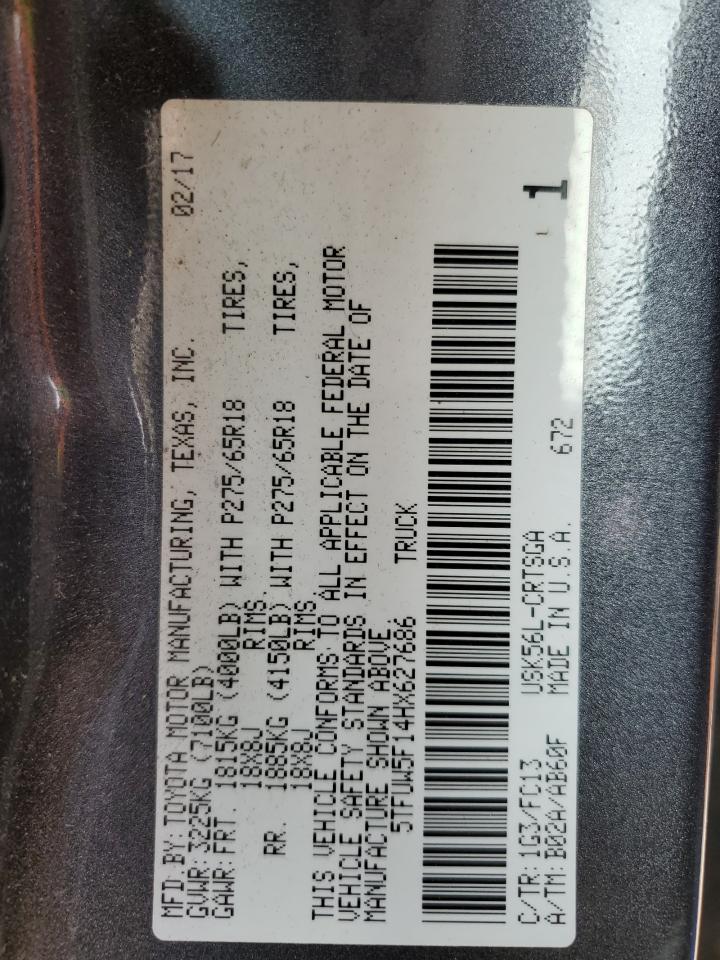 MFD BY: TOYOTA MOTOR MANUFACTURING, TEXAS, INC. 02/17
GVWR: 3225KG (7100LB)
GAWR: FRT. 1815KG (4000LB) WITH P275/65R18 TIRES,
18X8J RIMS
RR. 1885KG (4150LB) WITH P275/65R18 TIRES,
18X8J RIMS
THIS VEHICLE CONFORMS TO ALL APPLICABLE FEDERAL MOTOR
VEHICLE SAFETY STANDARDS IN EFFECT ON THE DATE OF
MANUFACTURE SHOWN ABOVE.
5TFUW5F14HX627686 TRUCK
C/TR: 1G3/FC13 USK56L-CRTSGA 1
A/TM: B02A/AB60F MADE IN U.S.A. 672